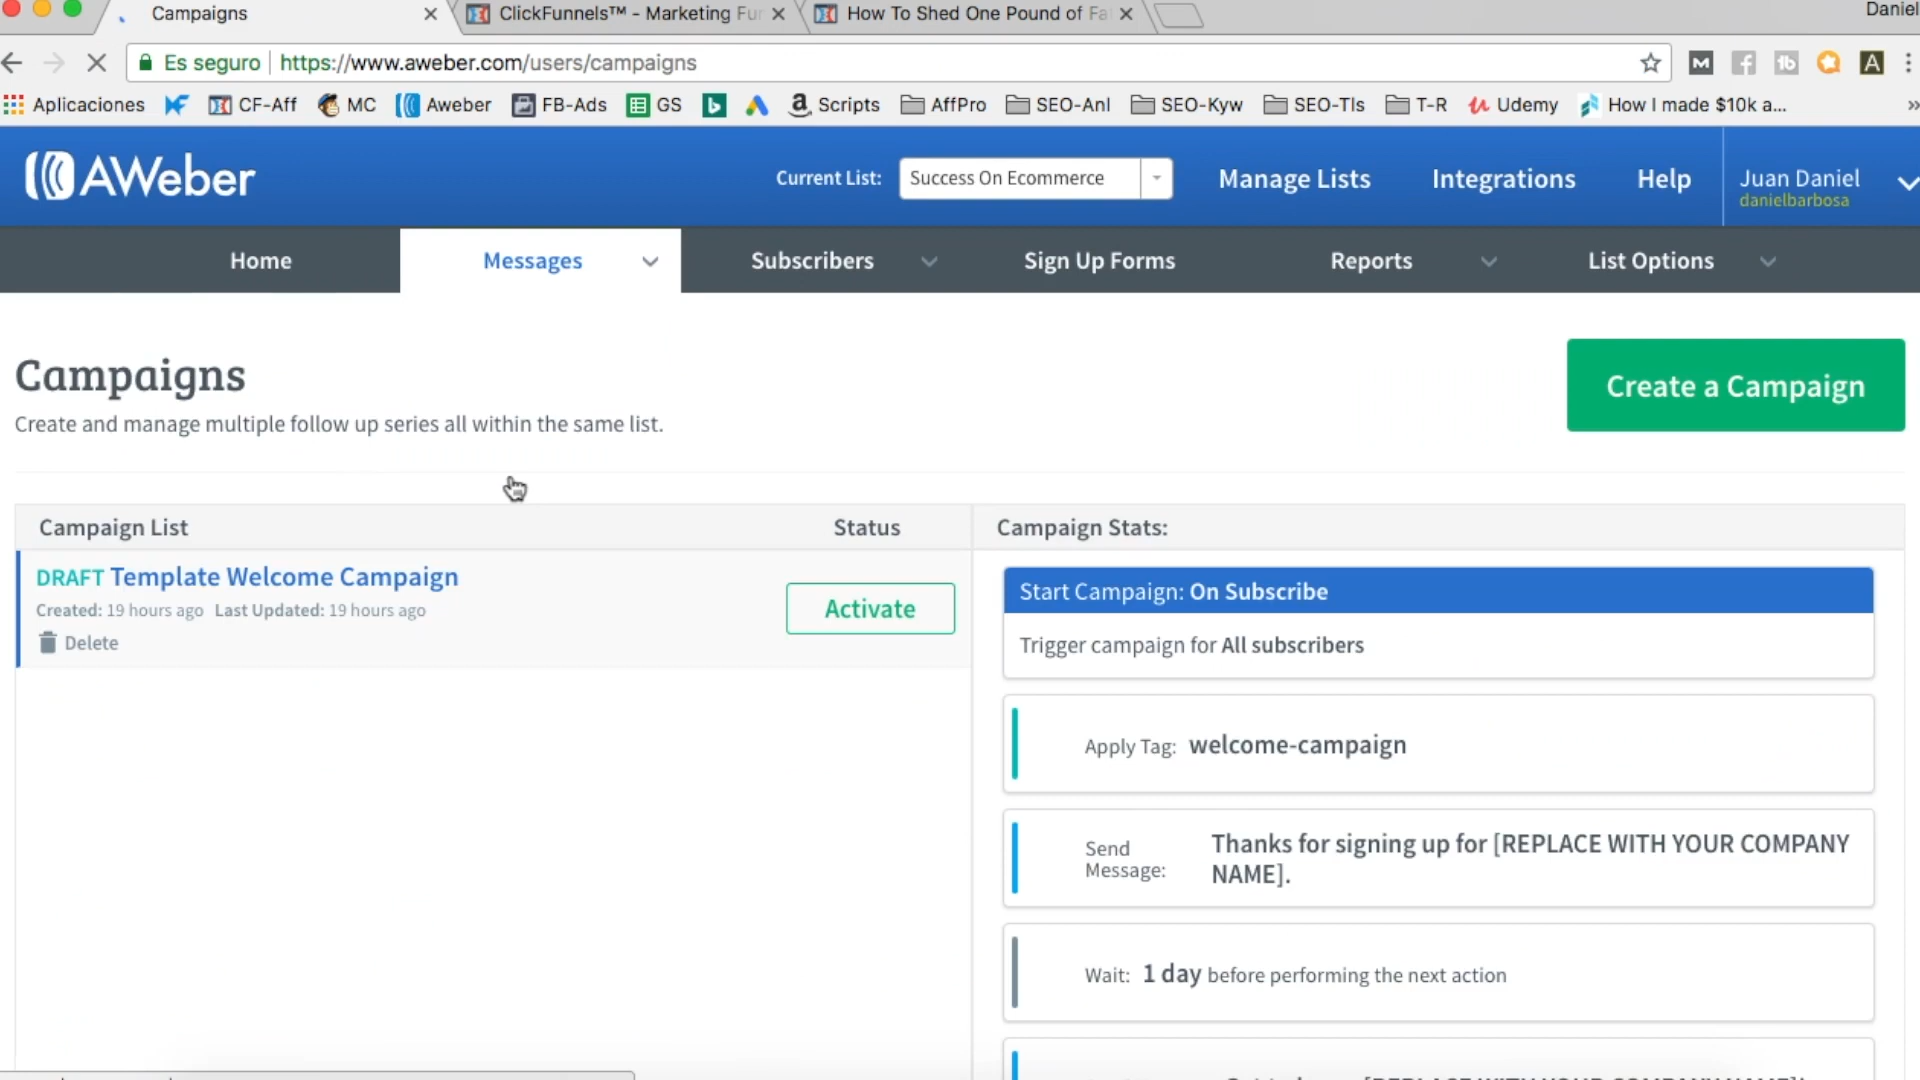 Campaigns
ClickFunnels™ - Marketing Fur
How To Shed One Pound of Fa
Daniel
Es seguro https://www.aweber.com/users/campaigns
Aplicaciones CF-Aff MC Aweber FB-Ads GS Scripts AffPro SEO-Anl SEO-Kyw SEO-Tls T-R Udemy How I made $10k a... »
AWeber
Current List: Success On Ecommerce Manage Lists Integrations Help Juan Daniel
danielbarbosa
Home Messages Subscribers Sign Up Forms Reports List Options
Campaigns
Create a Campaign
Create and manage multiple follow up series all within the same list.
Campaign List Status Campaign Stats:
DRAFT Template Welcome Campaign
Created: 19 hours ago Last Updated: 19 hours ago
Delete
Activate
Start Campaign: On Subscribe
Trigger campaign for All subscribers
Apply Tag: welcome-campaign
Send Message:
Thanks for signing up for [REPLACE WITH YOUR COMPANY
NAME].
Wait: 1 day before performing the next action